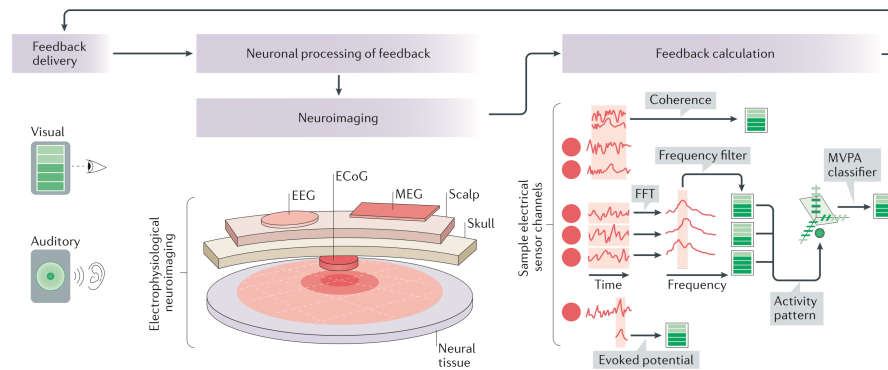 Feedback
delivery
Neuronal processing of feedback
Feedback calculation
Neuroimaging
Visual
Auditory
Electrophysiological
neuroimaging
EEG
ECoG
MEG
Scalp
Skull
Neural
tissue
Sample electrical
sensor channels
Coherence
Frequency filter
FFT
MVPA
classifier
Time
Frequency
Activity
pattern
Evoked potential